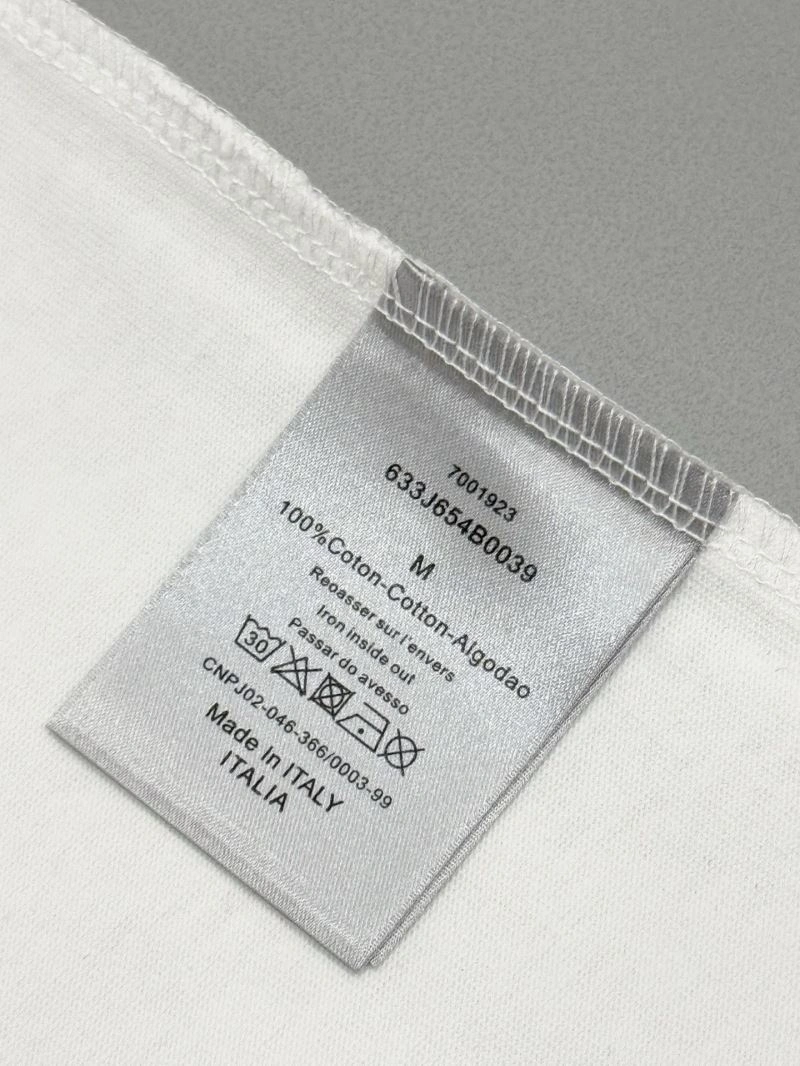 7001923
633J654B0039
M
100%Coton-Cotton-Algodao
Reoasser sur l'envers
Iron inside out
Passar do avesso
30
CNPJ02-046-366/0003-99
Made In ITALY
ITALIA